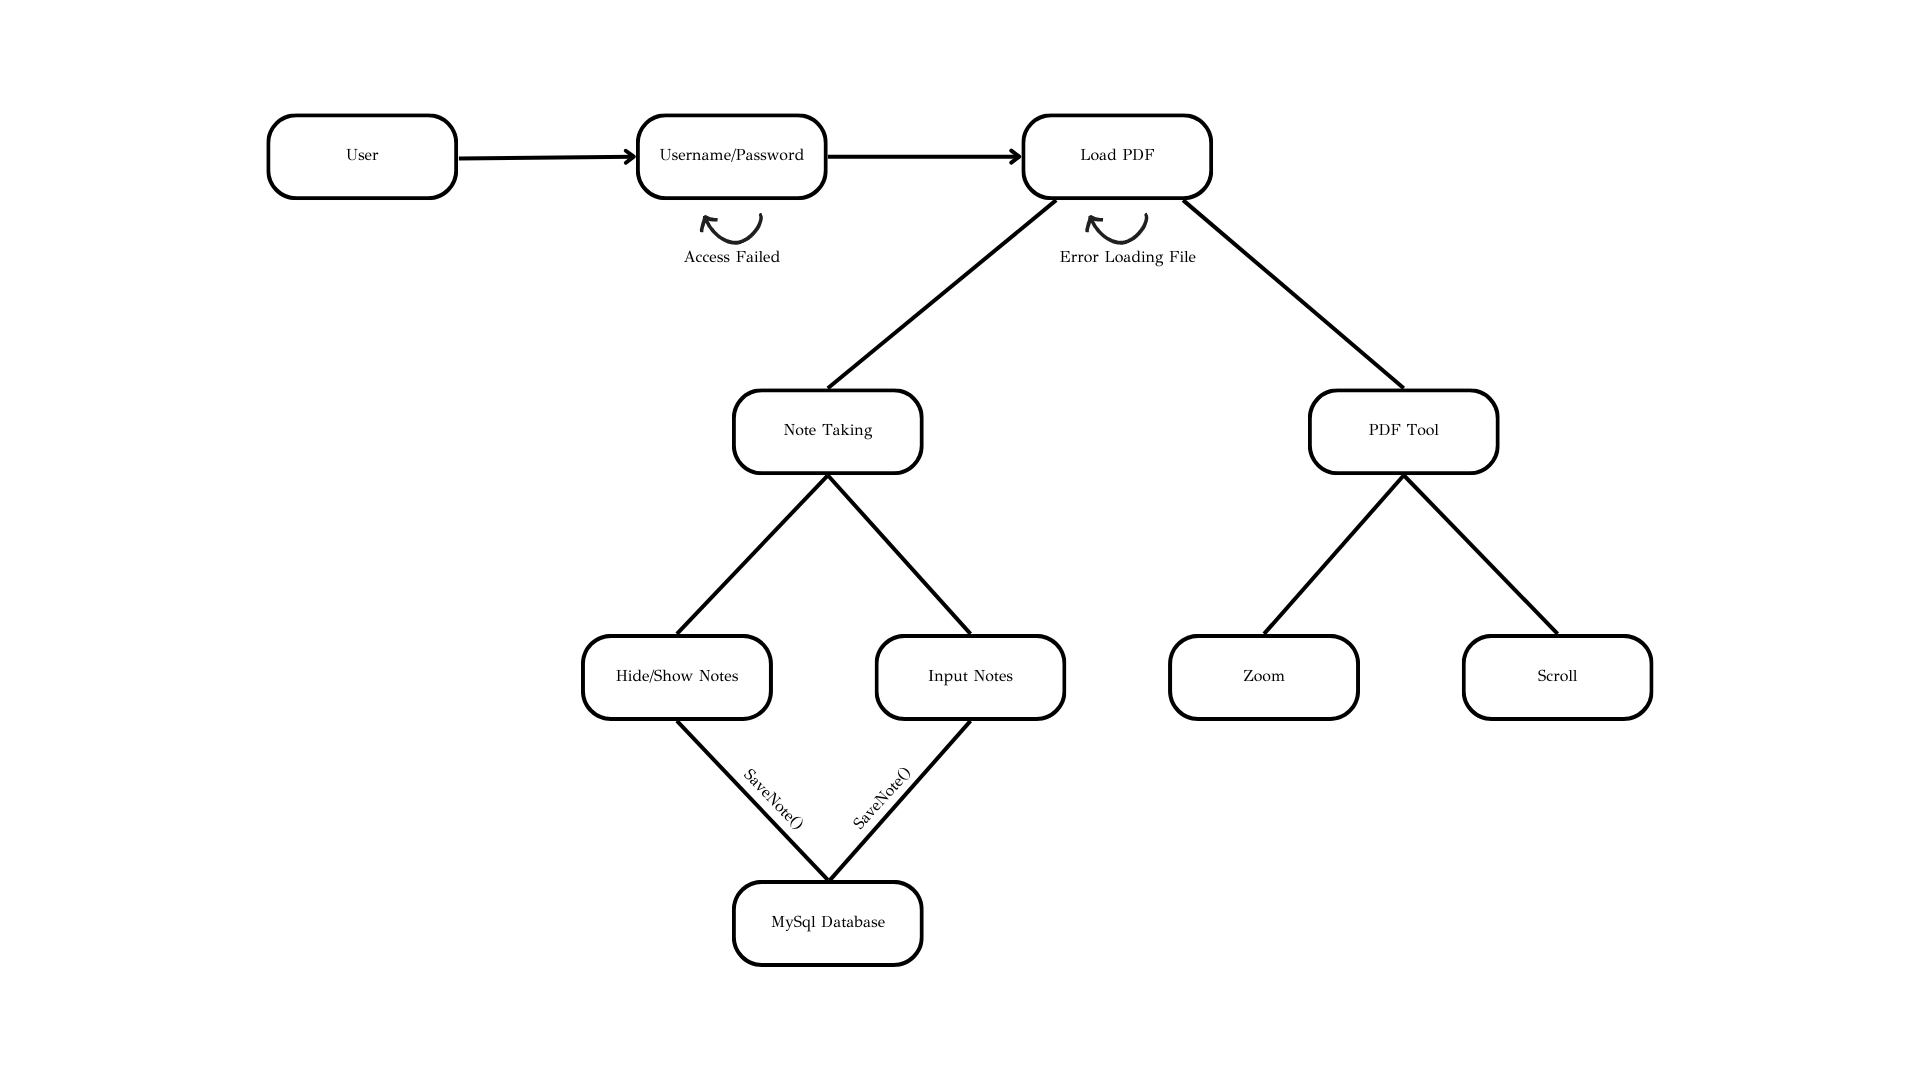 User
Username/Password
Load PDF
Access Failed
Error Loading File
Note Taking
PDF Tool
Hide/Show Notes
Input Notes
Zoom
Scroll
SaveNote()
SaveNote()
MySql Database